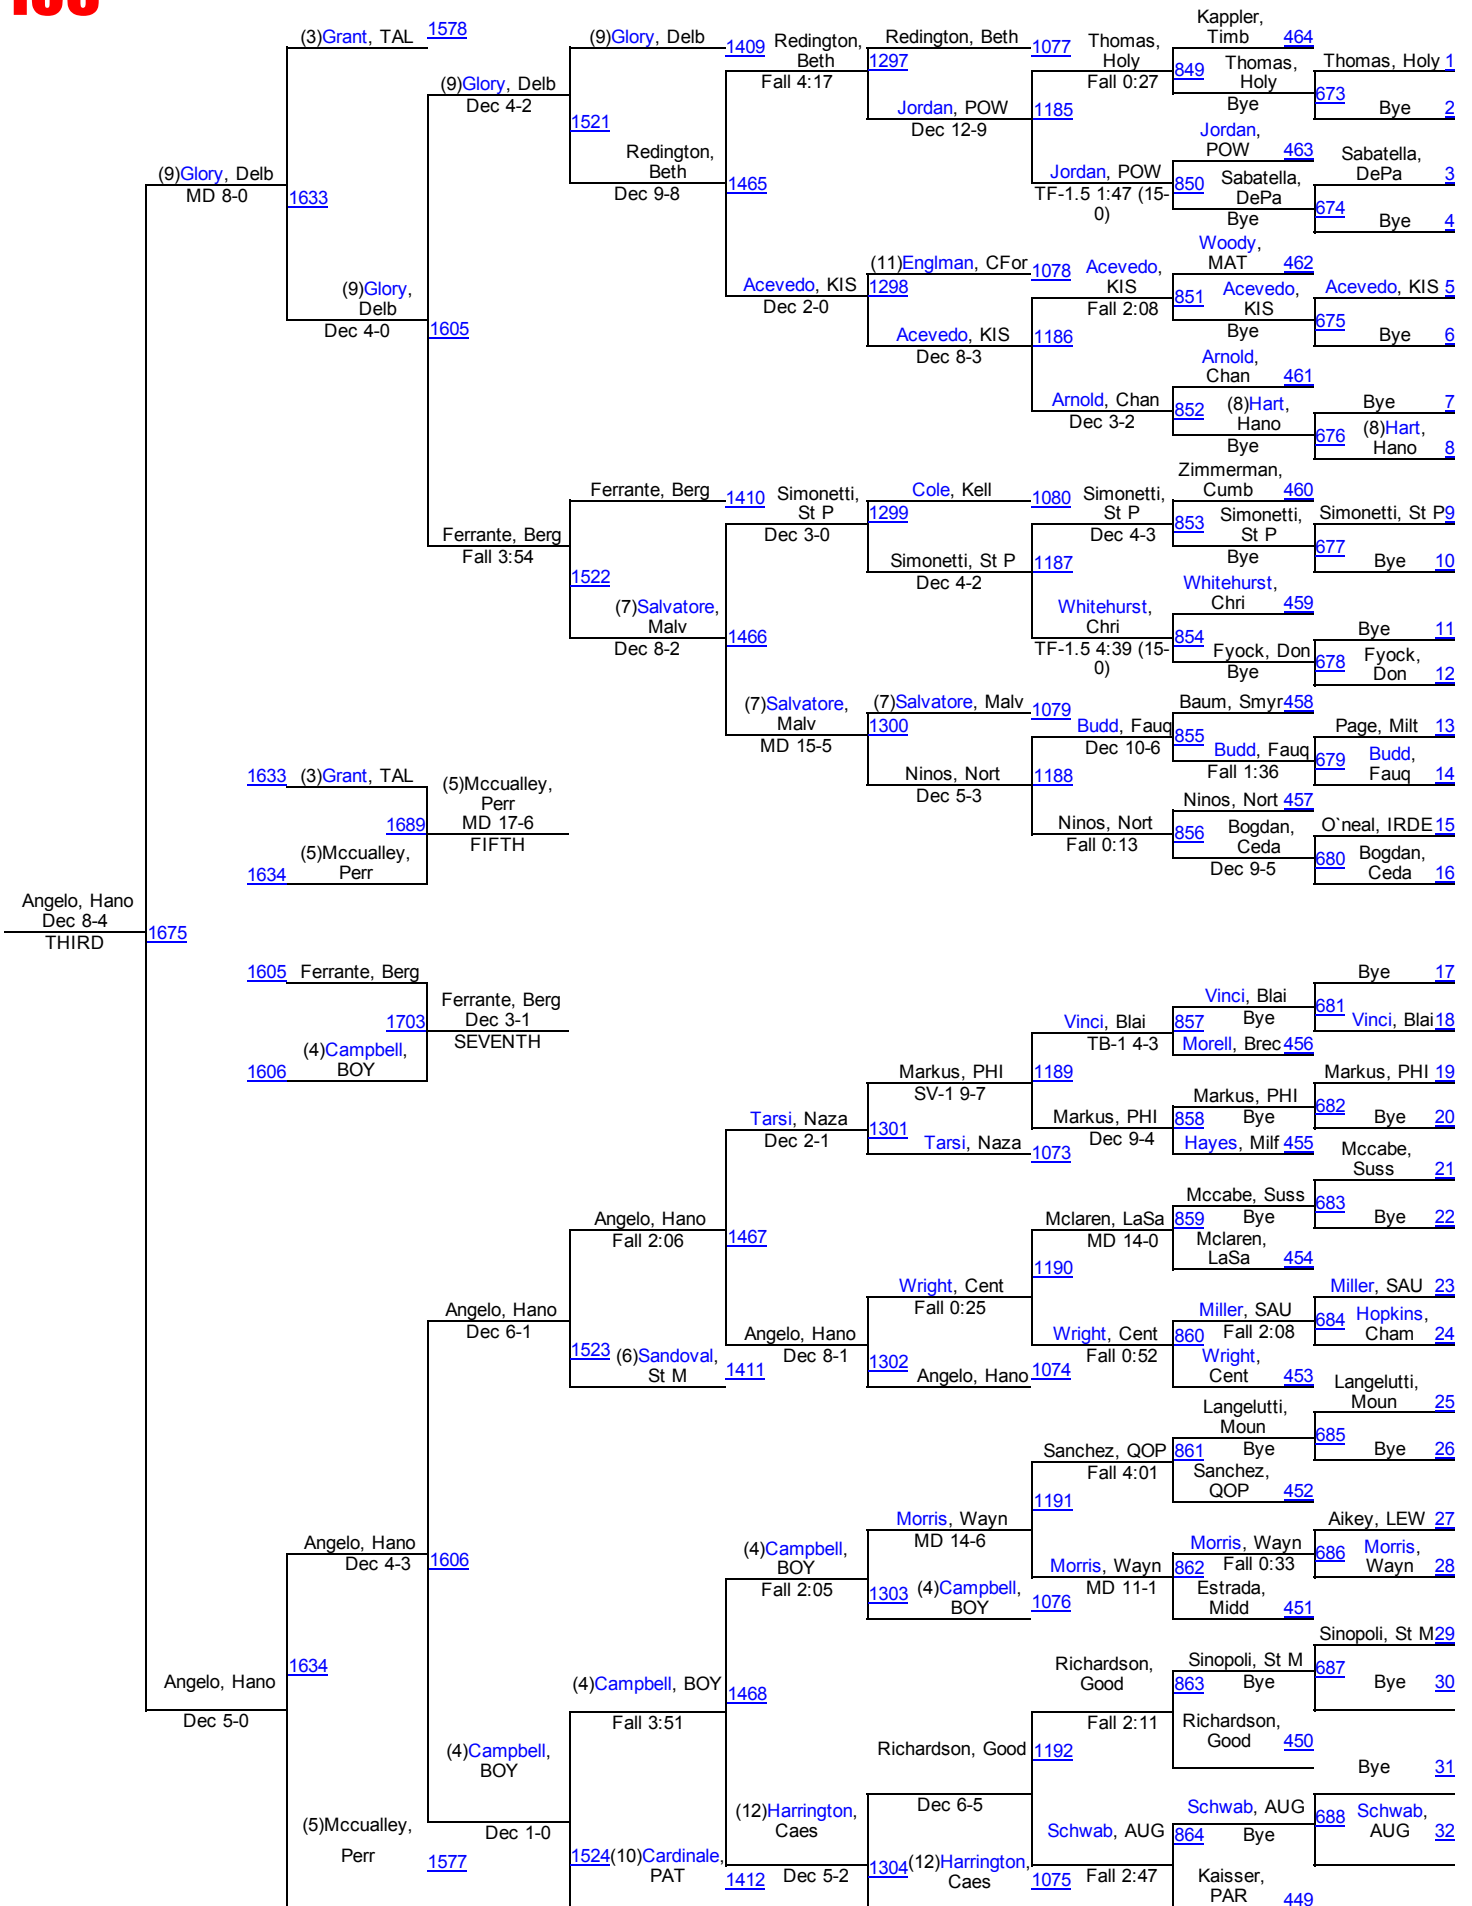 (3)Grant, TAL 1578
(9)Glory, Delb 1409
Redington, Beth
Fall 4:17
Redington, Beth 1077
1297
Thomas, Holy
Fall 0:27
Kappler, Timb 464
849 Thomas, Holy
Bye
Thomas, Holy 1
673
Bye 2
(9)Glory, Delb
Dec 4-2
1521
Jordan, POW
Dec 12-9
1185
Jordan, POW 463
Sabatella, DePa 3
Redington, Beth
Dec 9-8
1465
Jordan, POW
TF-1.5 1:47 (15-0)
850 Sabatella, DePa
Bye
674
Bye 4
(9)Glory, Delb
MD 8-0
1633
Woody, MAT 462
(11)Englman, CFor 1078
Acevedo, KIS
Fall 2:08
851 Acevedo, KIS
Bye
Acevedo, KIS 5
675
Bye 6
Acevedo, KIS
Dec 2-0
1298
(9)Glory, Delb
Dec 4-0
1605
Acevedo, KIS
Dec 8-3
1186
Arnold, Chan 461
Arnold, Chan
Dec 3-2
852 (8)Hart, Hano
Bye
Bye 7
676 (8)Hart, Hano 8
Zimmerman, Cumb 460
Ferrante, Berg 1410
Simonetti, St P
Dec 3-0
Cole, Kell 1080
1299
Simonetti, St P
Dec 4-3
853 Simonetti, St P
Bye
Simonetti, St P 9
677
Bye 10
Ferrante, Berg
Fall 3:54
1522
Simonetti, St P
Dec 4-2
1187
Whitehurst, Chri 459
(7)Salvatore, Malv
Dec 8-2
1466
Whitehurst, Chri
TF-1.5 4:39 (15-0)
854 Fyock, Don
Bye
Bye 11
678 Fyock, Don 12
(7)Salvatore, Malv
MD 15-5
(7)Salvatore, Malv 1079
1300
Budd, Fauq
Dec 10-6
Baum, Smyr 458
855 Budd, Fauq
Fall 1:36
Page, Milt 13
679 Budd, Fauq 14
1633 (3)Grant, TAL
1689
(5)Mccualley, Perr
MD 17-6
FIFTH
Ninos, Nort
Dec 5-3
1188
Ninos, Nort 457
1634 (5)Mccualley, Perr
Ninos, Nort
Fall 0:13
856 Bogdan, Ceda
Dec 9-5
O`neal, IRDE 15
680 Bogdan, Ceda 16
Angelo, Hano
Dec 8-4
THIRD
1675
1605 Ferrante, Berg
1703
Ferrante, Berg
Dec 3-1
SEVENTH
1606 (4)Campbell, BOY
Vinci, Blai
TB-1 4-3
Vinci, Blai
857 Bye
Morell, Brec 456
Bye 17
681
Vinci, Blai 18
Markus, PHI
SV-1 9-7
1189
Markus, PHI
Dec 9-4
Markus, PHI
858 Bye
Hayes, Milf 455
Markus, PHI 19
682
Bye 20
Tarsi, Naza
Dec 2-1
1301
Tarsi, Naza 1073
Mccabe, Suss 21
Angelo, Hano
Fall 2:06
1467
Mclaren, LaSa
MD 14-0
Mccabe, Suss
859 Bye
Mclaren, LaSa 454
683
Bye 22
1190
Wright, Cent
Fall 0:25
Miller, SAU 23
Angelo, Hano
Dec 6-1
1523 (6)Sandoval, St M 1411
Angelo, Hano
Dec 8-1
1302
Angelo, Hano 1074
Wright, Cent
Fall 0:52
Miller, SAU
860 Fall 2:08
Wright, Cent 453
684 Hopkins, Cham 24
Langelutti, Moun 25
Sanchez, QOP
Fall 4:01
Langelutti, Moun
861 Bye
Sanchez, QOP 452
685
Bye 26
1191
Angelo, Hano
Dec 4-3
1606
(4)Campbell, BOY
Fall 2:05
Morris, Wayn
MD 14-6
1303 (4)Campbell, BOY 1076
Morris, Wayn
MD 11-1
Morris, Wayn
862 Fall 0:33
Estrada, Midd 451
Aikey, LEW 27
686 Morris, Wayn 28
Angelo, Hano
Dec 5-0
1634
(4)Campbell, BOY
Fall 3:51
1468
Richardson, Good
Fall 2:11
Sinopoli, St M
863 Bye
Richardson, Good 450
Sinopoli, St M 29
687
Bye 30
(4)Campbell, BOY
Dec 1-0
Richardson, Good
Dec 6-5
1192
Bye 31
(5)Mccualley, Perr 1577
1524 (10)Cardinale, PAT 1412
(12)Harrington, Caes
Dec 5-2
1304 (12)Harrington, Caes 1075
Schwab, AUG
Fall 2:47
Schwab, AUG
864 Bye
Kaisser, PAR 449
688 Schwab, AUG 32